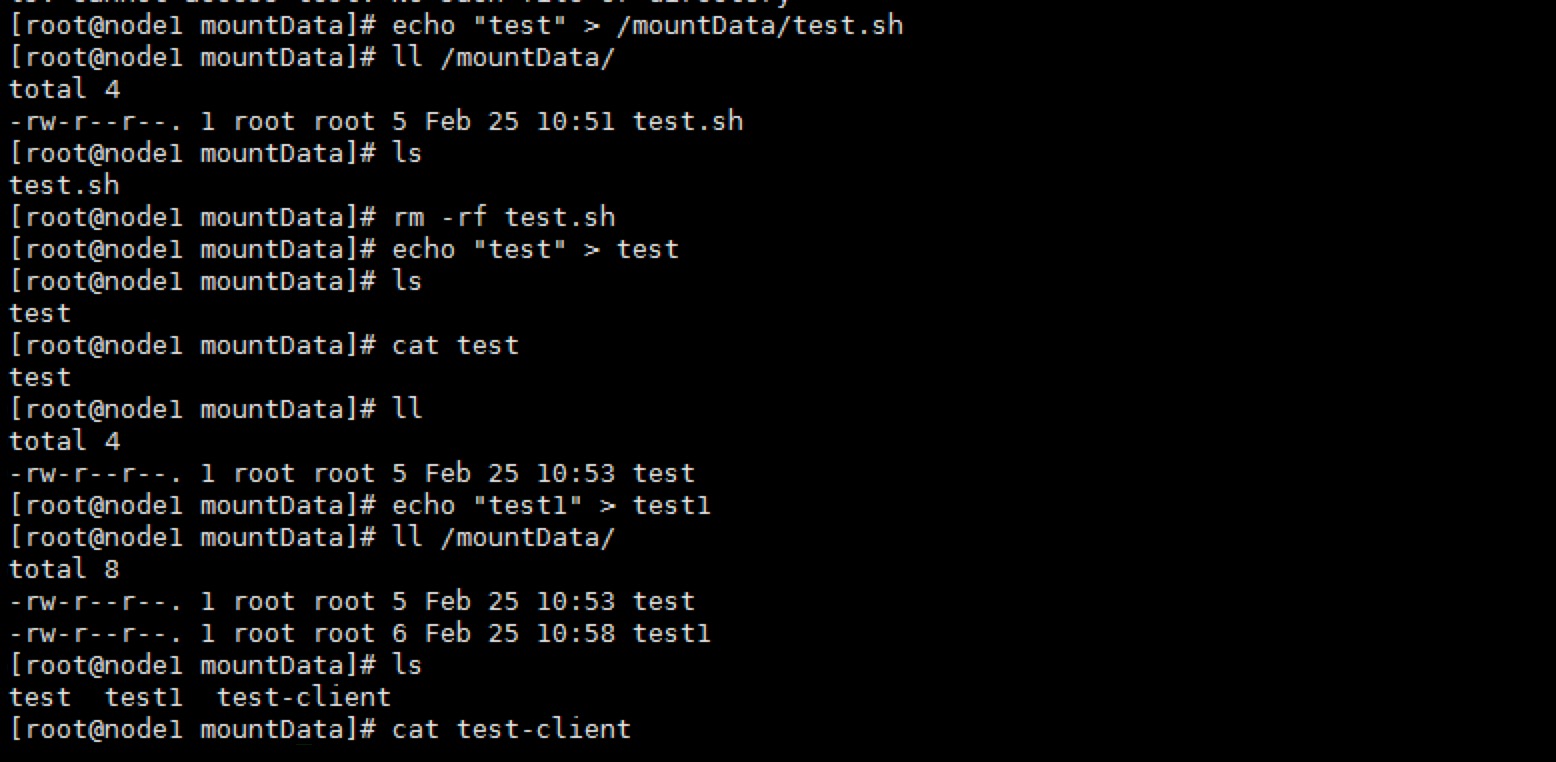 [root@node1 mountData]# echo "test" > /mountData/test.sh
[root@node1 mountData]# ll /mountData/
total 4
-rw-r--r--. 1 root root 5 Feb 25 10:51 test.sh
[root@node1 mountData]# ls
test.sh
[root@node1 mountData]# rm -rf test.sh
[root@node1 mountData]# echo "test" > test
[root@node1 mountData]# ls
test
[root@node1 mountData]# cat test
test
[root@node1 mountData]# ll
total 4
-rw-r--r--. 1 root root 5 Feb 25 10:53 test
[root@node1 mountData]# echo "test1" > test1
[root@node1 mountData]# ll /mountData/
total 8
-rw-r--r--. 1 root root 5 Feb 25 10:53 test
-rw-r--r--. 1 root root 6 Feb 25 10:58 test1
[root@node1 mountData]# ls
test  test1  test-client
[root@node1 mountData]# cat test-client